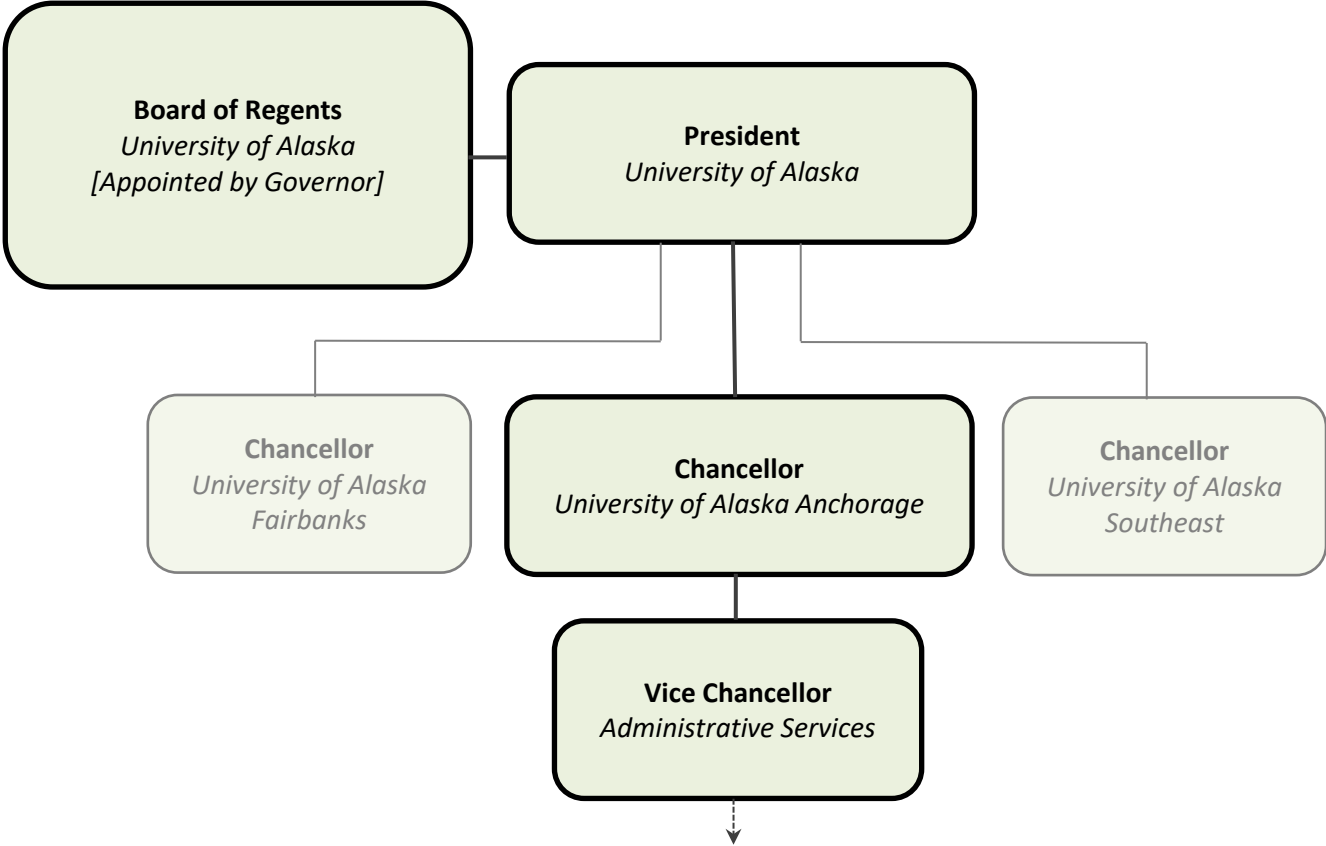 Board of Regents
University of Alaska
[Appointed by Governor]
President
University of Alaska
Chancellor
University of Alaska
Fairbanks
Chancellor
University of Alaska Anchorage
Chancellor
University of Alaska
Southeast
Vice Chancellor
Administrative Services